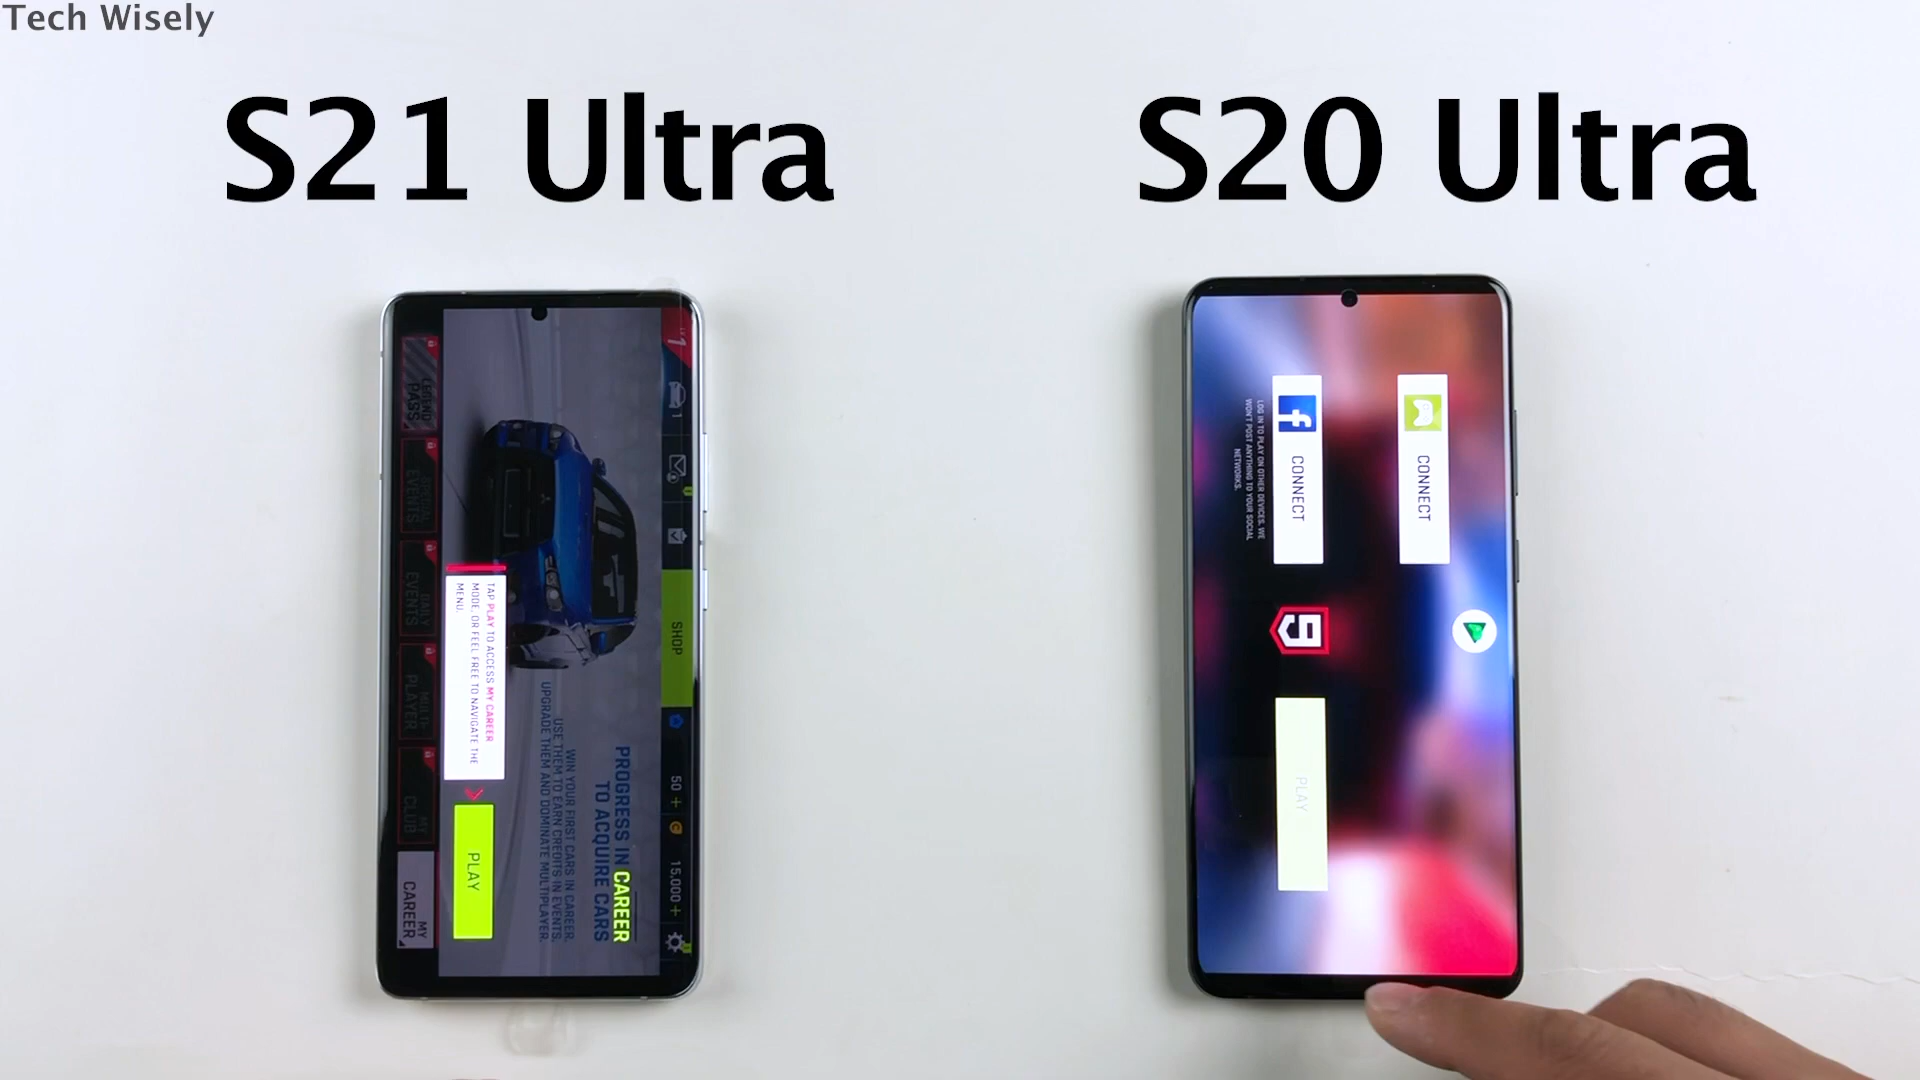 Tech Wisely
S21 Ultra
S20 Ultra
1
1
SHOP
50 +
15,000 +
PROGRESS IN CAREER
TO ACQUIRE CARS
WIN YOUR FIRST CARS IN CAREER,
USE THEM TO EARN CREDITS IN EVENTS,
UPGRADE THEM AND DOMINATE MULTIPLAYER.
TAP PLAY TO ACCESS MY CAREER
MODE, OR FEEL FREE TO NAVIGATE THE
MENU.
PLAY
LEGEND
PASS
SPECIAL
EVENTS
DAILY
EVENTS
MULTI-
PLAYER
MY
CLUB
MY
CAREER
CONNECT
f CONNECT
LOG IN TO PLAY ON OTHER DEVICES. WE
WON'T POST ANYTHING TO YOUR SOCIAL
NETWORKS.
9
PLAY